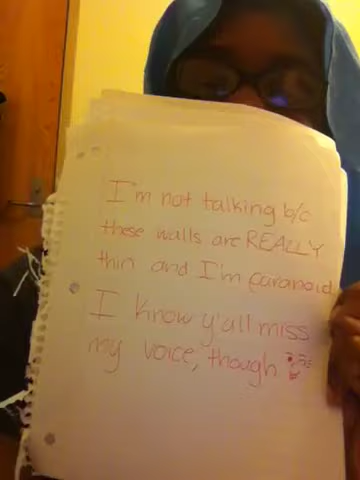 I'm not talking b/c
these walls are REALLY
thin and I'm paranoid.
I know y'all miss
my voice, though